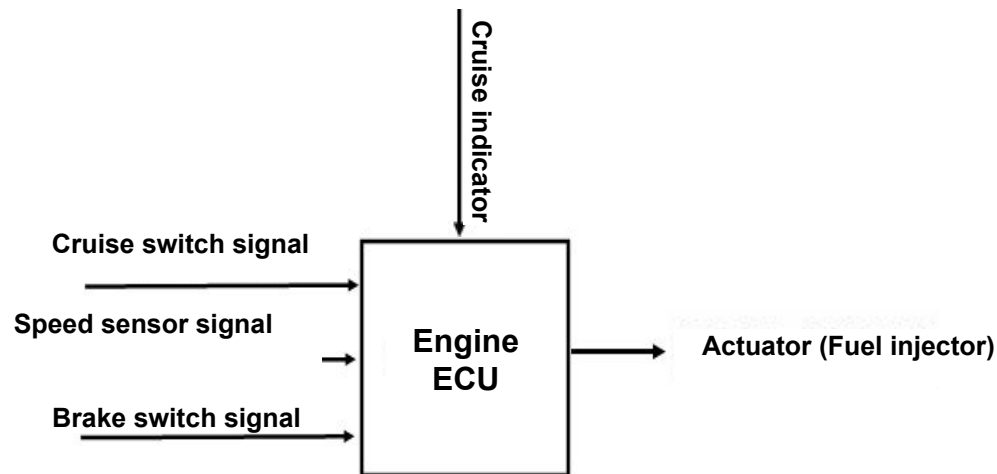 Cruise indicator
Cruise switch signal
Speed sensor signal
Engine
ECU
Actuator (Fuel injector)
Brake switch signal